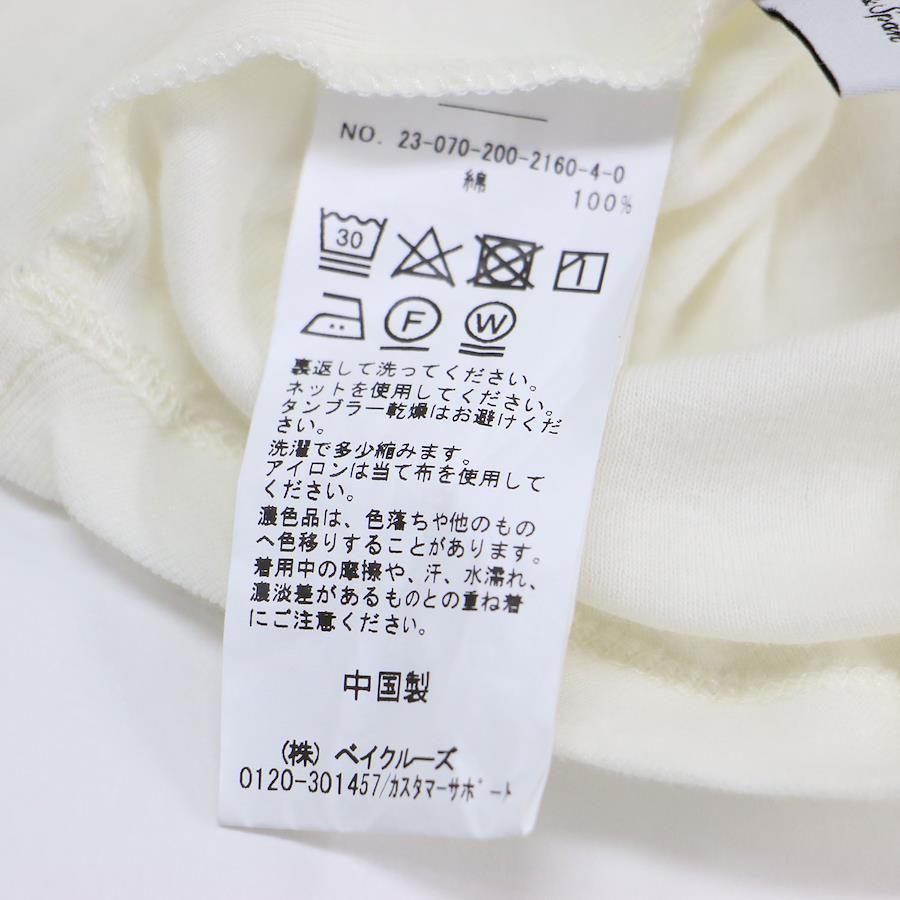 & Span
NO. 23-070-200-2160-4-0
綿 100%
30
1
F W
裏返して洗ってください。
ネットを使用してください。
タンブラー乾燥はお避けくだ
さい。
洗濯で多少縮みます。
アイロンは当て布を使用して
ください。
濃色品は、色落ちや他のもの
へ色移りすることがあります。
着用中の摩擦や、汗、水濡れ、
濃淡差があるものとの重ね着
にご注意ください。
中国製
(株) ベイクルーズ
0120-301457/カスタマーサポート